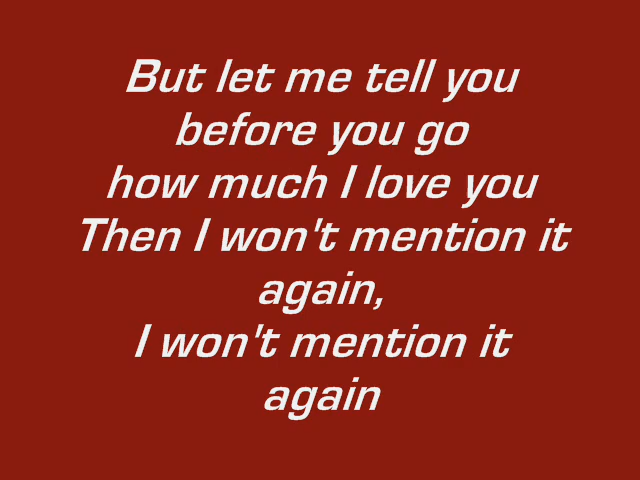 But let me tell you
before you go
how much I love you
Then I won't mention it
again,
I won't mention it
again